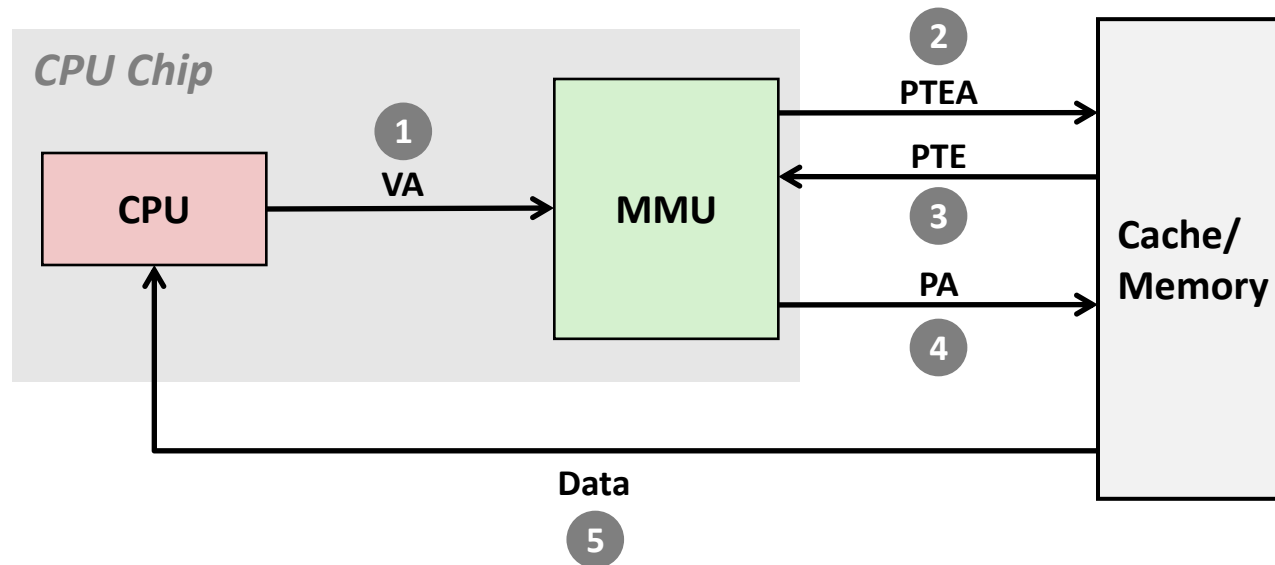 2
CPU Chip
PTEA
1
PTE
VA
CPU
MMU
3
Cache/
Memory
PA
4
Data
5